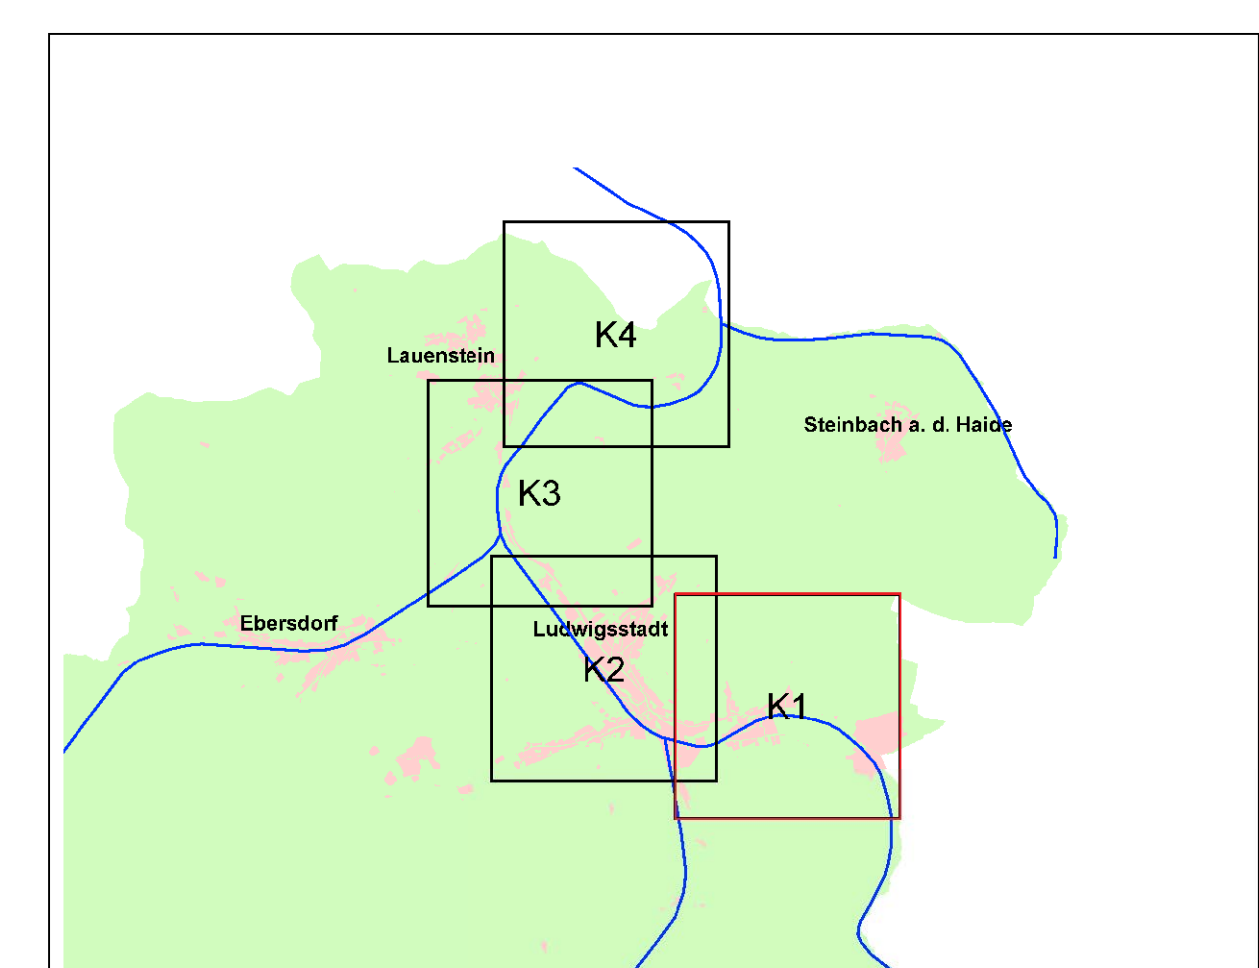 K4
Lauenstein
Steinbach a. d. Haide
K3
Ebersdorf
Ludwigsstadt
K2
K1